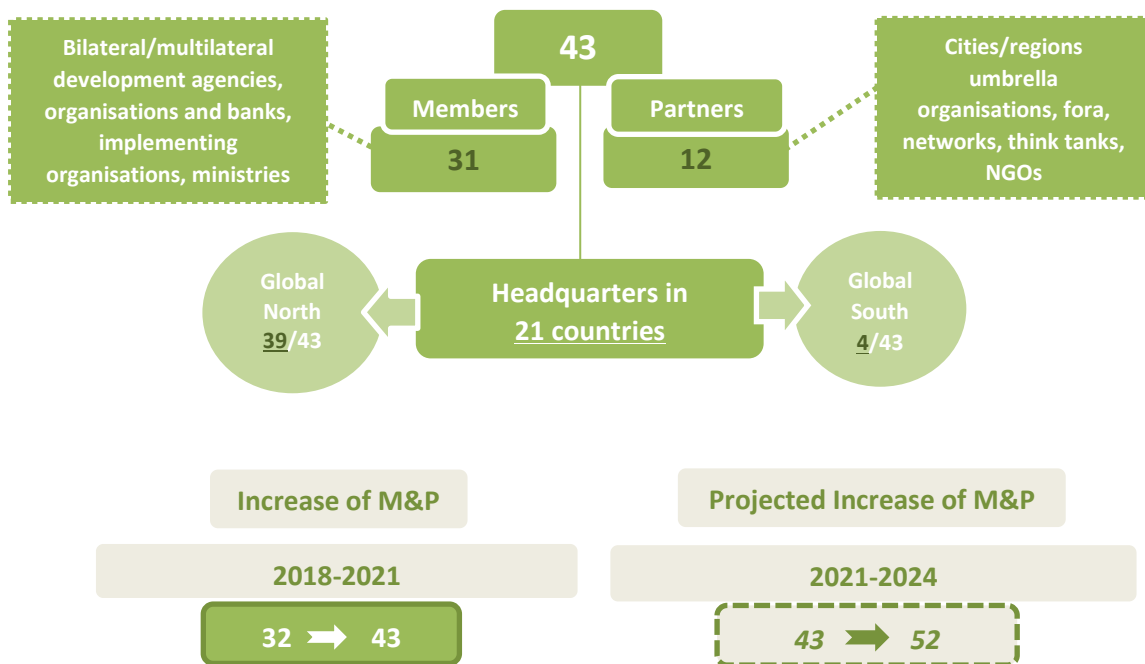 43
Bilateral/multilateral
development agencies,
organisations and banks,
implementing
organisations, ministries
Members
31
Partners
12
Cities/regions
umbrella
organisations, fora,
networks, think tanks,
NGOs
Global
North
39/43
Headquarters in
21 countries
Global
South
4/43
Increase of M&P
2018-2021
32 43
Projected Increase of M&P
2021-2024
43 52